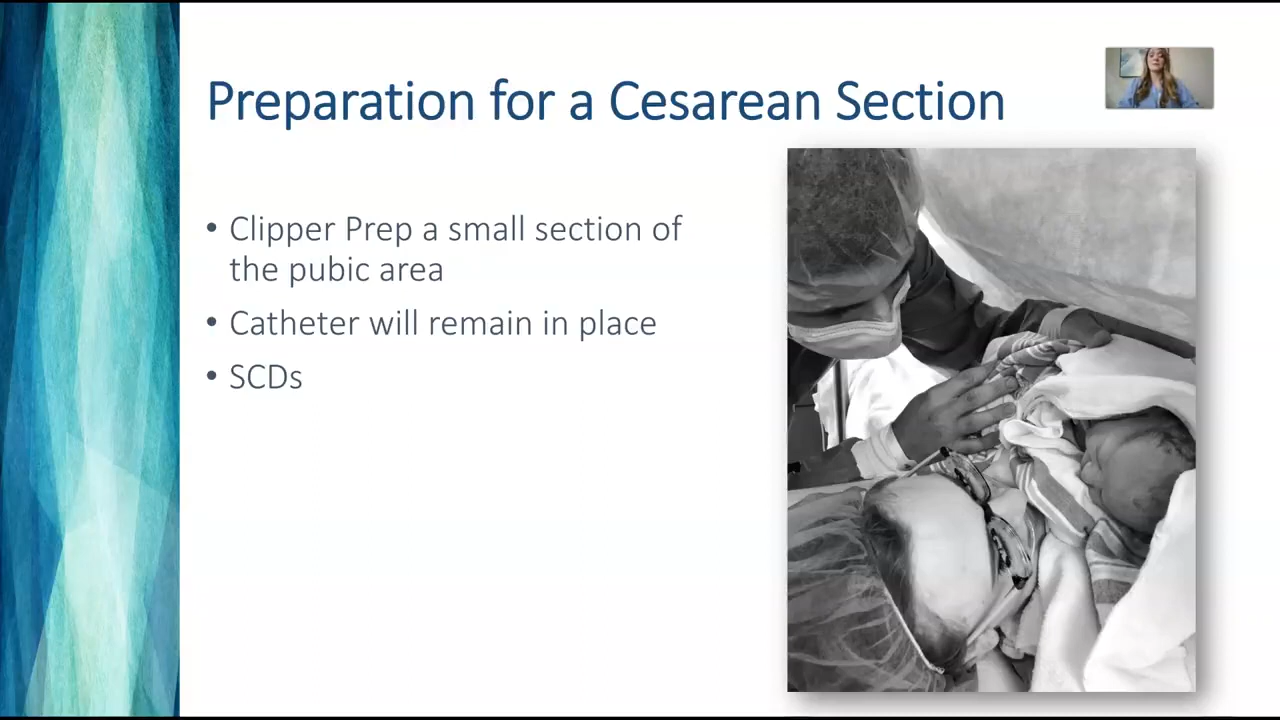 Preparation for a Cesarean Section
• Clipper Prep a small section of
the pubic area
• Catheter will remain in place
• SCDs